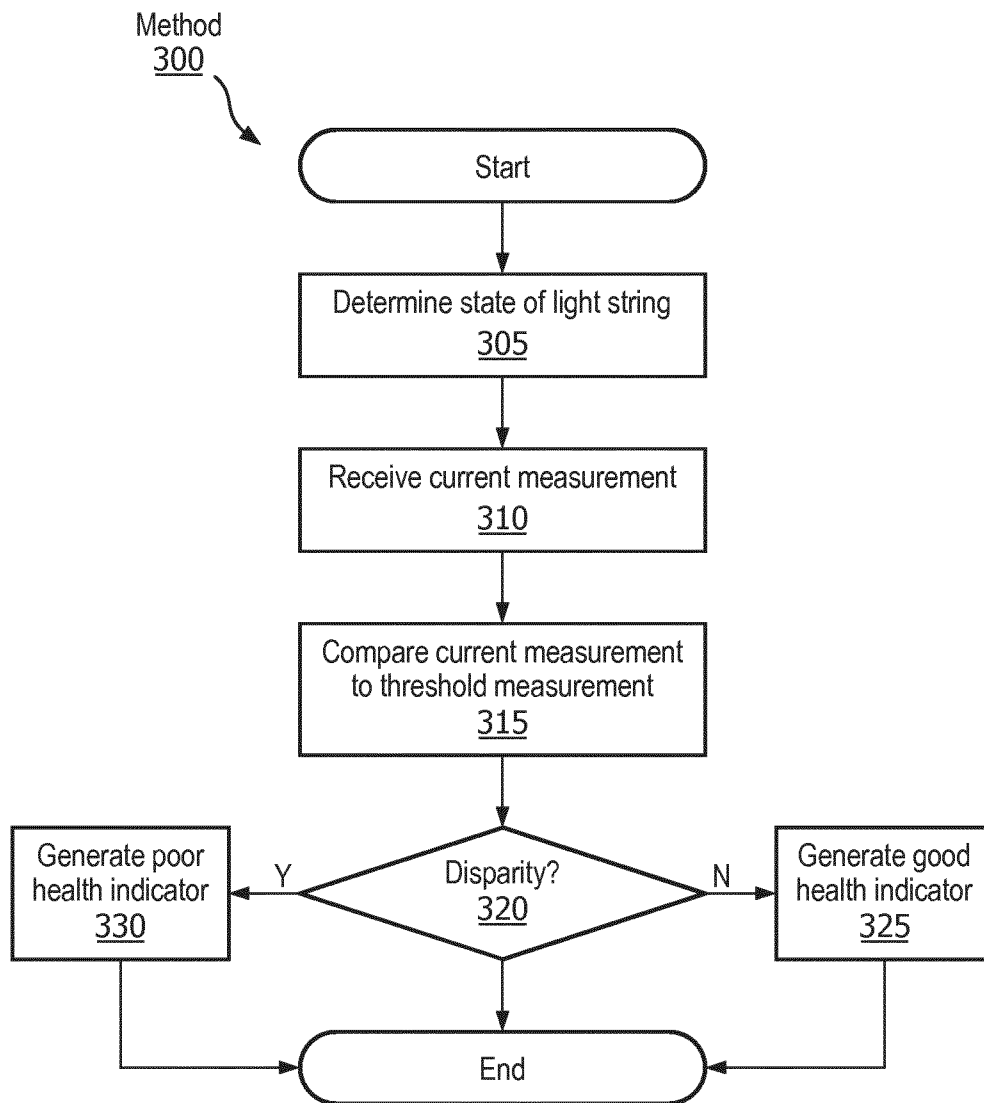 Method
300
Start
Determine state of light string
305
Receive current measurement
310
Compare current measurement
to threshold measurement
315
Generate poor
health indicator
330
Y
Disparity?
320
N
Generate good
health indicator
325
End